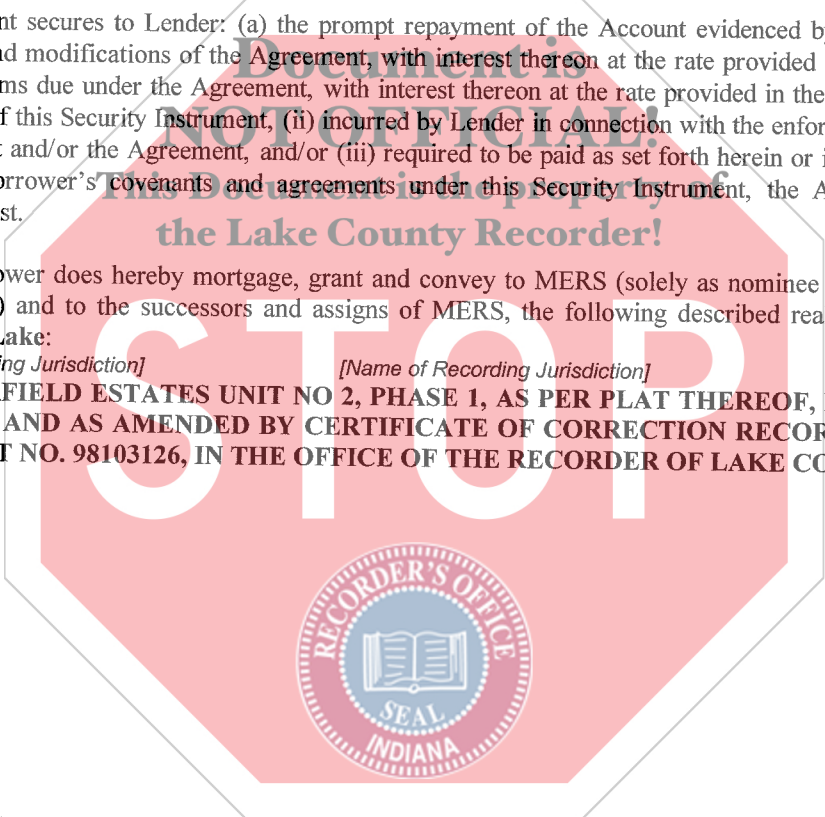 nt secures to Lender: (a) the prompt repayment of the Account evidenced by
Document is
nd modifications of the Agreement, with interest thereon at the rate provided
ms due under the Agreement, with interest thereon at the rate provided in the
NOT OFFICIAL!
f this Security Instrument, (ii) incurred by Lender in connection with the enfor
t and/or the Agreement, and/or (iii) required to be paid as set forth herein or i
This Document is the property of
orrower's covenants and agreements under this Security Instrument, the A
st.
the Lake County Recorder!
ower does hereby mortgage, grant and convey to MERS (solely as nominee
) and to the successors and assigns of MERS, the following described rea
Lake:
ing Jurisdiction] [Name of Recording Jurisdiction]
FIELD ESTATES UNIT NO 2, PHASE 1, AS PER PLAT THEREOF,
AND AS AMENDED BY CERTIFICATE OF CORRECTION RECOR
T NO. 98103126, IN THE OFFICE OF THE RECORDER OF LAKE CO
STOP
RECORDER'S OFFICE
SEAL
INDIANA